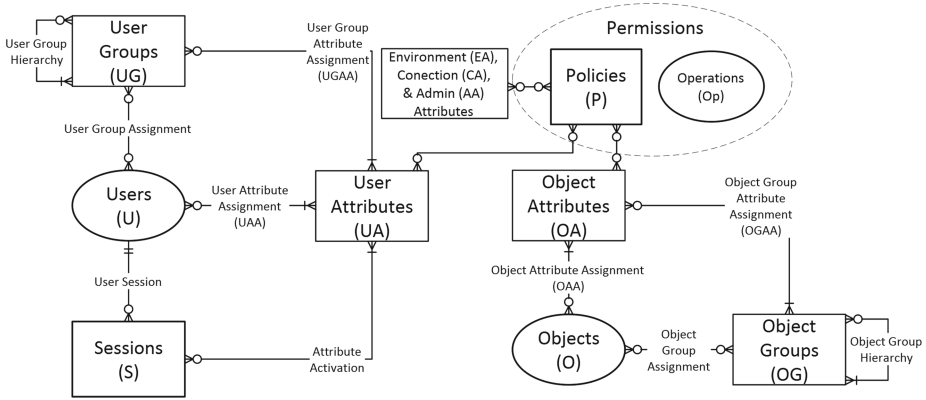 User
Groups
(UG)
User Group
Hierarchy
User Group
Attribute
Assignment
(UGAA)
Environment (EA),
Conection (CA),
& Admin (AA)
Attributes
Permissions
Policies
(P)
Operations
(Op)
User Group Assignment
Users
(U)
User Attribute
Assignment
(UAA)
User
Attributes
(UA)
Object
Attributes
(OA)
Object Group
Attribute
Assignment
(OGAA)
User Session
Object Attribute Assignment
(OAA)
Sessions
(S)
Attribute
Activation
Objects
(O)
Object
Group
Assignment
Object
Groups
(OG)
Object Group
Hierarchy